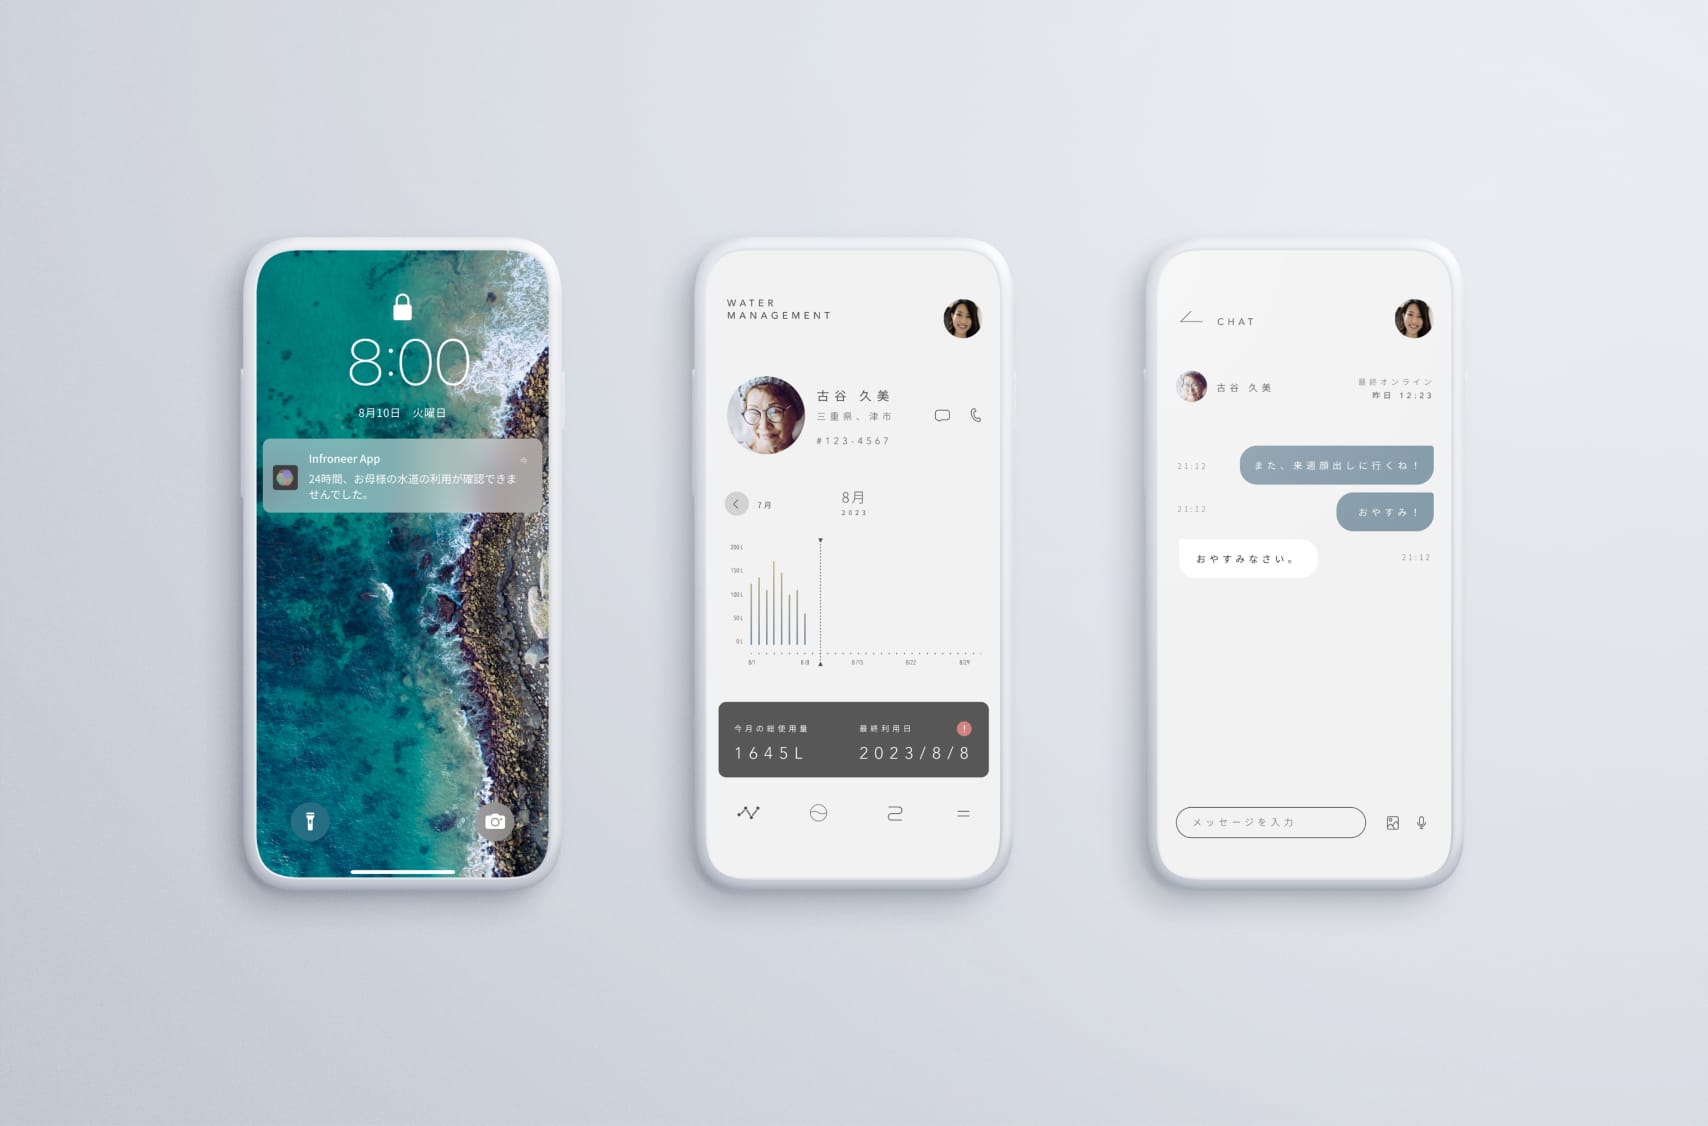 8:00
8月10日　火曜日
Infroneer App
今
24時間、お母様の水道の利用が確認できま
せんでした。
WATER
MANAGEMENT
古谷 久美
三重県、津市
#123-4567
7月
8月
2023
200 L
150 L
100 L
50 L
0 L
8/1
8/8
8/15
8/22
8/29
今月の総使用量
1645L
最終利用日
!
2023/8/8
CHAT
古谷 久美
最終オンライン
昨日 12:23
21:12
また、来週顔出しに行くね！
21:12
おやすみ！
おやすみなさい。
21:12
メッセージを入力